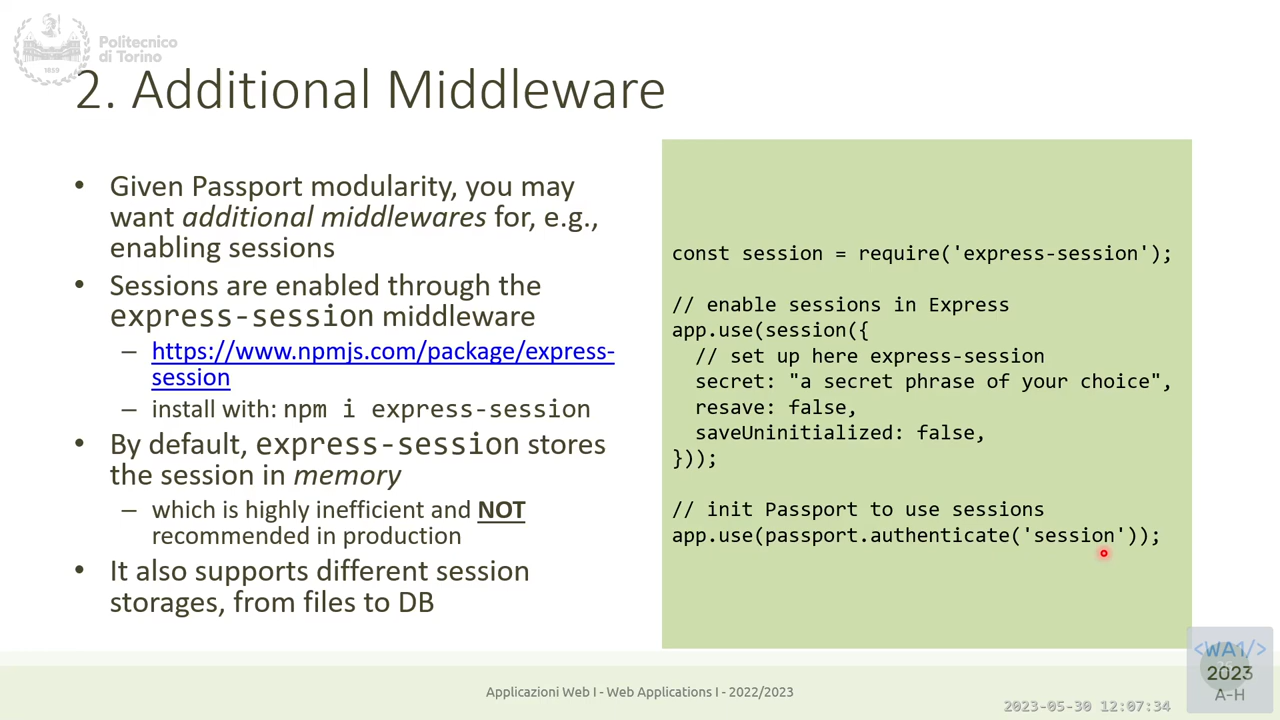 Politecnico
di Torino
1859
2. Additional Middleware
• Given Passport modularity, you may
want additional middlewares for, e.g.,
enabling sessions
• Sessions are enabled through the
express-session middleware
– https://www.npmjs.com/package/express-
session
– install with: npm i express-session
• By default, express-session stores
the session in memory
– which is highly inefficient and NOT
recommended in production
• It also supports different session
storages, from files to DB
const session = require('express-session');
// enable sessions in Express
app.use(session({
// set up here express-session
secret: "a secret phrase of your choice",
resave: false,
saveUninitialized: false,
}));
// init Passport to use sessions
app.use(passport.authenticate('session'));
Applicazioni Web I - Web Applications I - 2022/2023
2023-05-30 12:07:34
<WA1/>
2023
A-H